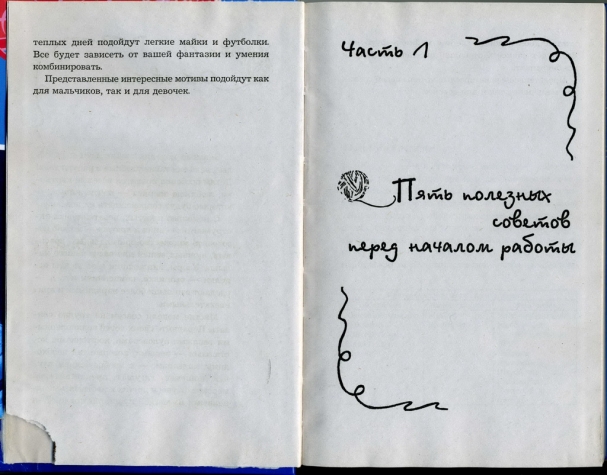 теплых дней подойдут легкие майки и футболки.
Все будет зависеть от вашей фантазии и умения
комбинировать.
Представленные интересные мотивы подойдут как
для мальчиков, так и для девочек.
Часть 1
Пять полезных
советов
перед началом работы